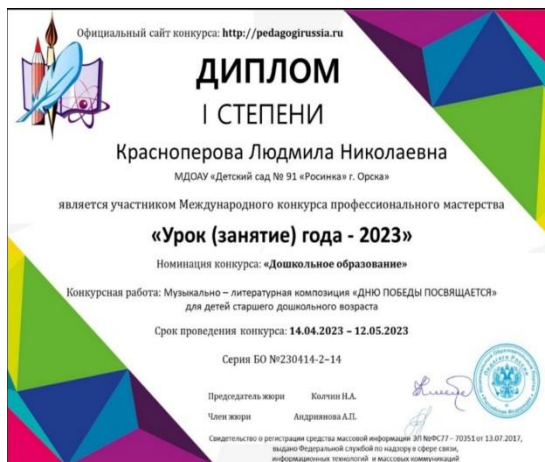 Официальный сайт конкурса: http://pedagogirussia.ru
ДИПЛОМ
I СТЕПЕНИ
Красноперова Людмила Николаевна
МДОАУ «Детский сад № 91 «Росинка» г. Орска»
является участником Международного конкурса профессионального мастерства
«Урок (занятие) года - 2023»
Номинация конкурса: «Дошкольное образование»
Конкурсная работа: Музыкально – литературная композиция «ДНЮ ПОБЕДЫ ПОСВЯЩАЕТСЯ»
для детей старшего дошкольного возраста
Срок проведения конкурса: 14.04.2023 – 12.05.2023
Серия БО №230414-2–14
Председатель жюри Колчин Н.А.
Член жюри Андриянова А.П.
Свидетельство о регистрации средства массовой информации ЭЛ №ФС77 – 70351 от 13.07.2017,
выдано Федеральной службой по надзору в сфере связи,
информационных технологий и массовых коммуникаций